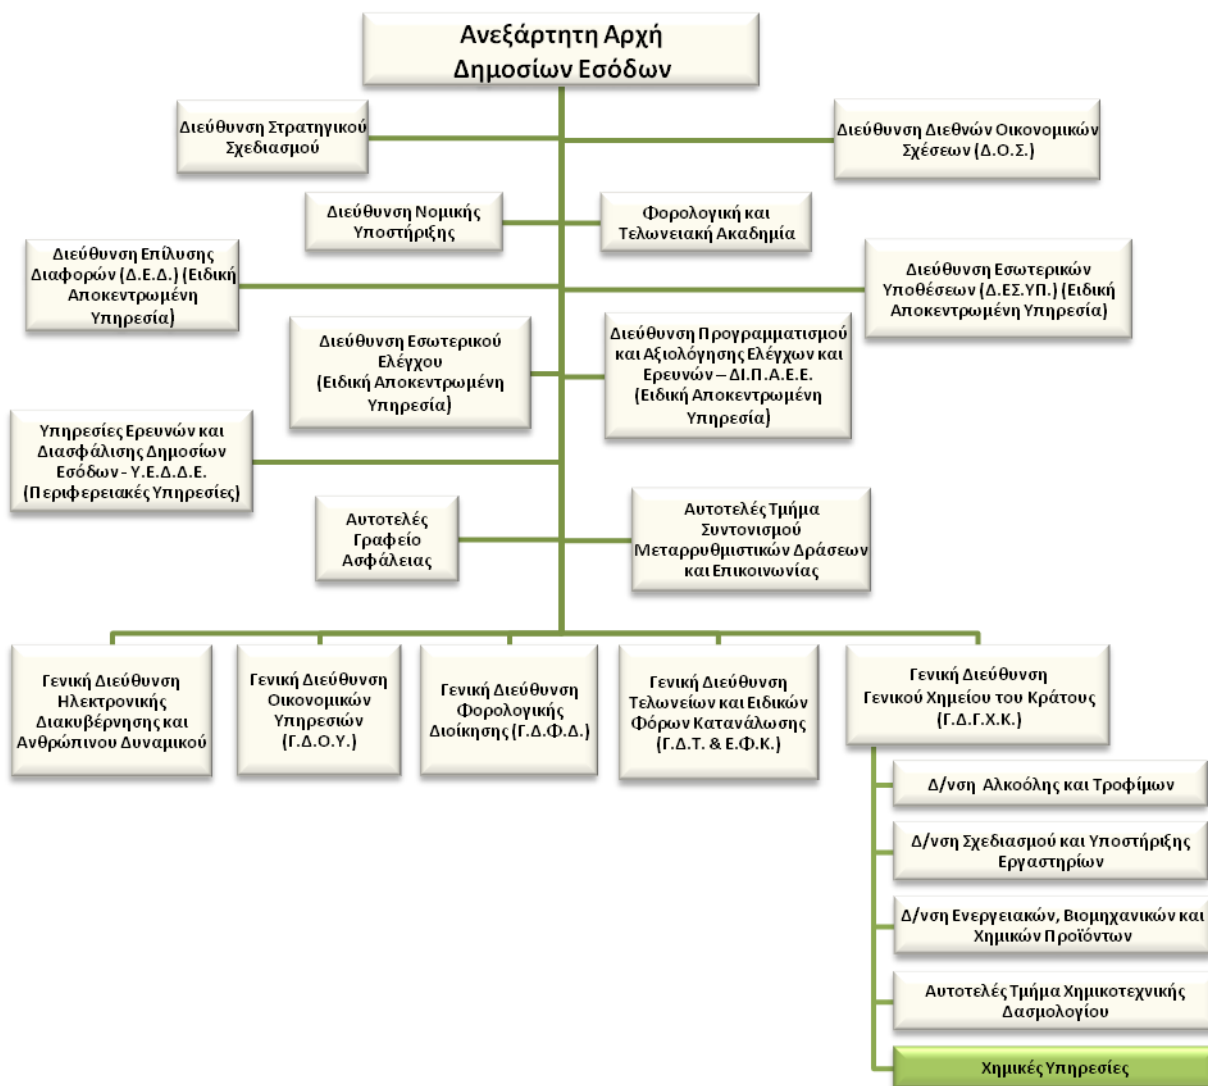 Ανεξάρτητη Αρχή
Δημοσίων Εσόδων
Διεύθυνση Στρατηγικού
Σχεδιασμού
Διεύθυνση Διεθνών Οικονομικών
Σχέσεων (Δ.Ο.Σ.)
Διεύθυνση Νομικής
Υποστήριξης
Φορολογική και
Τελωνειακή Ακαδημία
Διεύθυνση Επίλυσης
Διαφορών (Δ.Ε.Δ.) (Ειδική
Αποκεντρωμένη
Υπηρεσία)
Διεύθυνση Εσωτερικών
Υποθέσεων (Δ.ΕΣ.ΥΠ.) (Ειδική
Αποκεντρωμένη Υπηρεσία)
Διεύθυνση Εσωτερικού
Ελέγχου
(Ειδική Αποκεντρωμένη
Υπηρεσία)
Διεύθυνση Προγραμματισμού
και Αξιολόγησης Ελέγχων και
Ερευνών – ΔΙ.Π.Α.Ε.Ε.
(Ειδική Αποκεντρωμένη
Υπηρεσία)
Υπηρεσίες Ερευνών και
Διασφάλισης Δημοσίων
Εσόδων - Υ.Ε.Δ.Δ.Ε.
(Περιφερειακές Υπηρεσίες)
Αυτοτελές
Γραφείο
Ασφάλειας
Αυτοτελές Τμήμα
Συντονισμού
Μεταρρυθμιστικών Δράσεων
και Επικοινωνίας
Γενική Διεύθυνση
Ηλεκτρονικής
Διακυβέρνησης και
Ανθρώπινου Δυναμικού
Γενική Διεύθυνση
Οικονομικών
Υπηρεσιών
(Γ.Δ.Ο.Υ.)
Γενική Διεύθυνση
Φορολογικής
Διοίκησης (Γ.Δ.Φ.Δ.)
Γενική Διεύθυνση
Τελωνείων και Ειδικών
Φόρων Κατανάλωσης
(Γ.Δ.Τ. & Ε.Φ.Κ.)
Γενική Διεύθυνση
Γενικού Χημείου του Κράτους
(Γ.Δ.Γ.Χ.Κ.)
Δ/νση Αλκοόλης και Τροφίμων
Δ/νση Σχεδιασμού και Υποστήριξης
Εργαστηρίων
Δ/νση Ενεργειακών, Βιομηχανικών και
Χημικών Προϊόντων
Αυτοτελές Τμήμα Χημικοτεχνικής
Δασμολογίου
Χημικές Υπηρεσίες